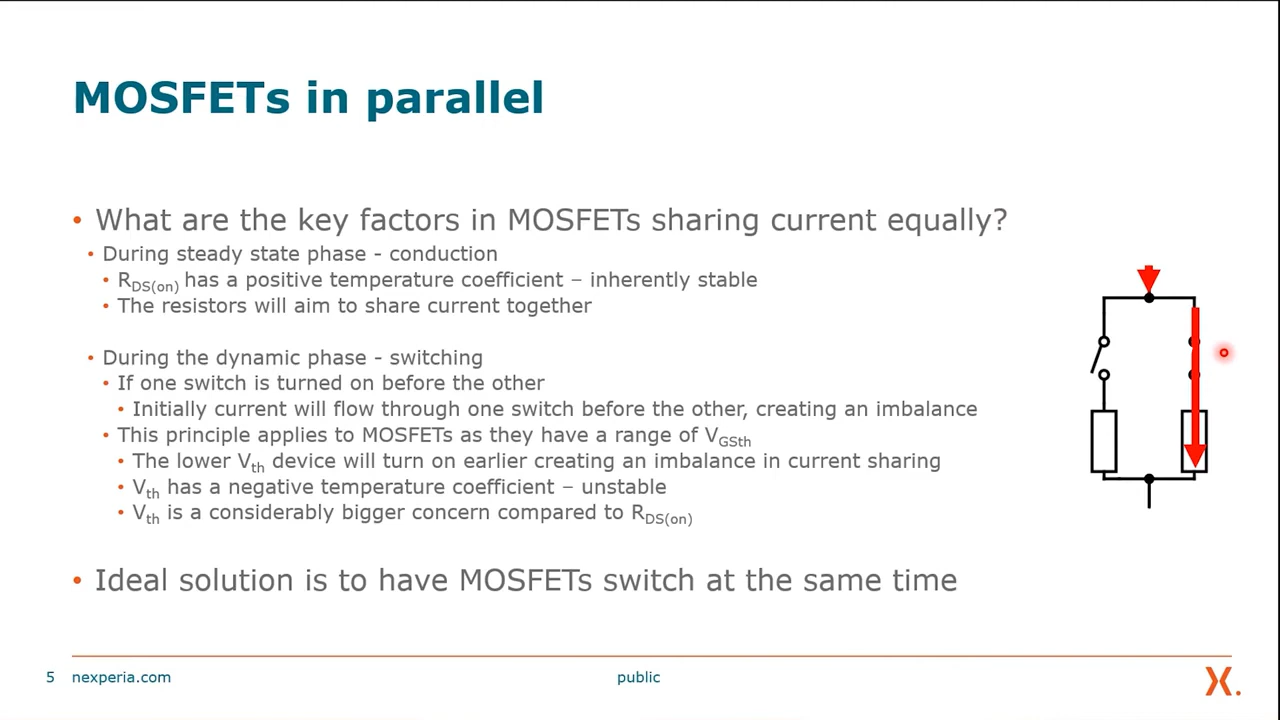 MOSFETs in parallel
• What are the key factors in MOSFETs sharing current equally?
• During steady state phase - conduction
• RDS(on) has a positive temperature coefficient – inherently stable
• The resistors will aim to share current together
• During the dynamic phase - switching
• If one switch is turned on before the other
• Initially current will flow through one switch before the other, creating an imbalance
• This principle applies to MOSFETs as they have a range of VGSth
• The lower Vth device will turn on earlier creating an imbalance in current sharing
• Vth has a negative temperature coefficient – unstable
• Vth is a considerably bigger concern compared to RDS(on)
• Ideal solution is to have MOSFETs switch at the same time
5 nexperia.com public